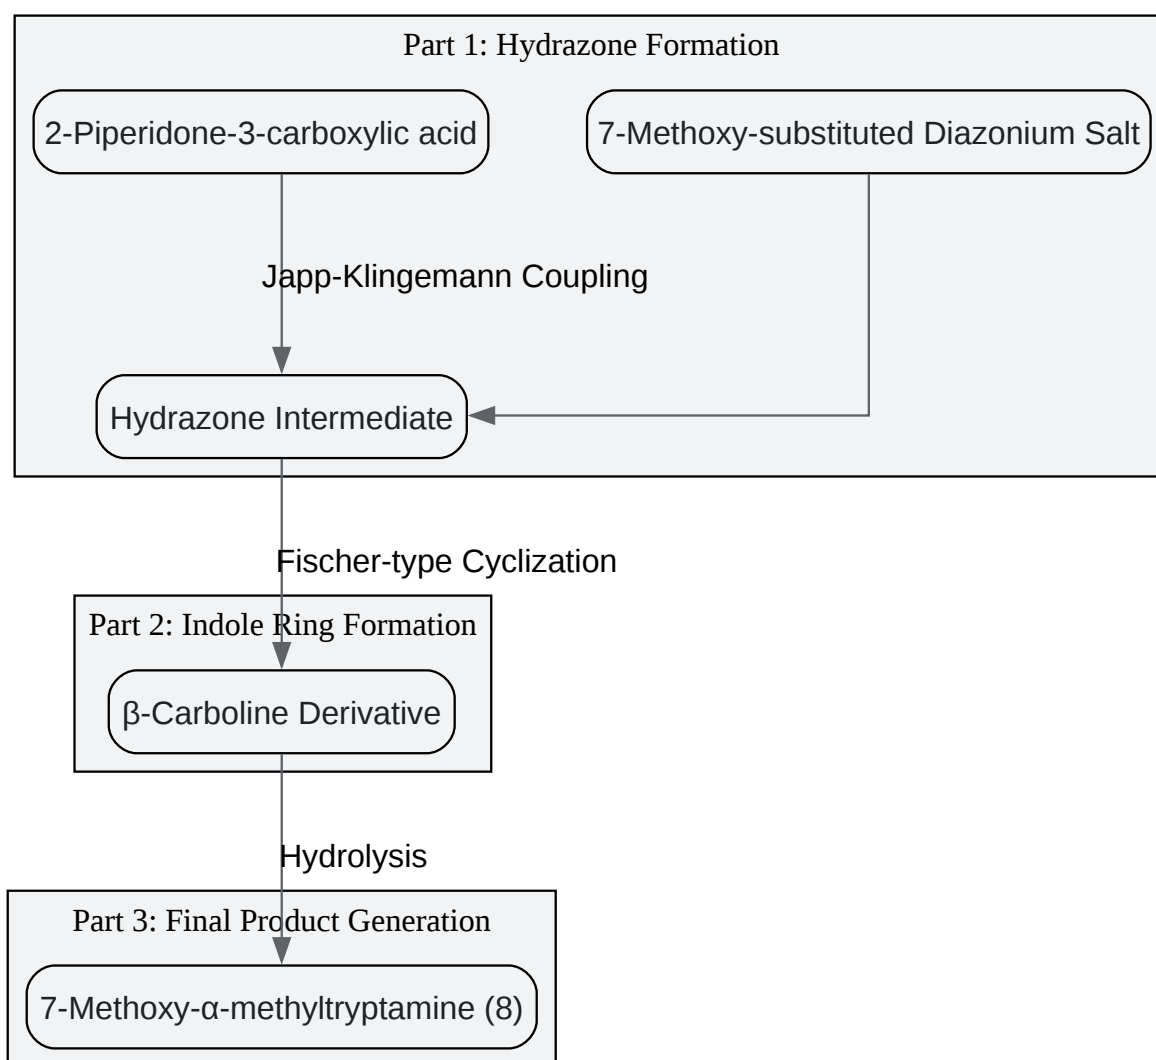 Part 1: Hydrazone Formation
2-Piperidone-3-carboxylic acid
7-Methoxy-substituted Diazonium Salt
Japp-Klingemann Coupling
Hydrazone Intermediate
Fischer-type Cyclization
Part 2: Indole Ring Formation
β-Carboline Derivative
Hydrolysis
Part 3: Final Product Generation
7-Methoxy-α-methyltryptamine (8)